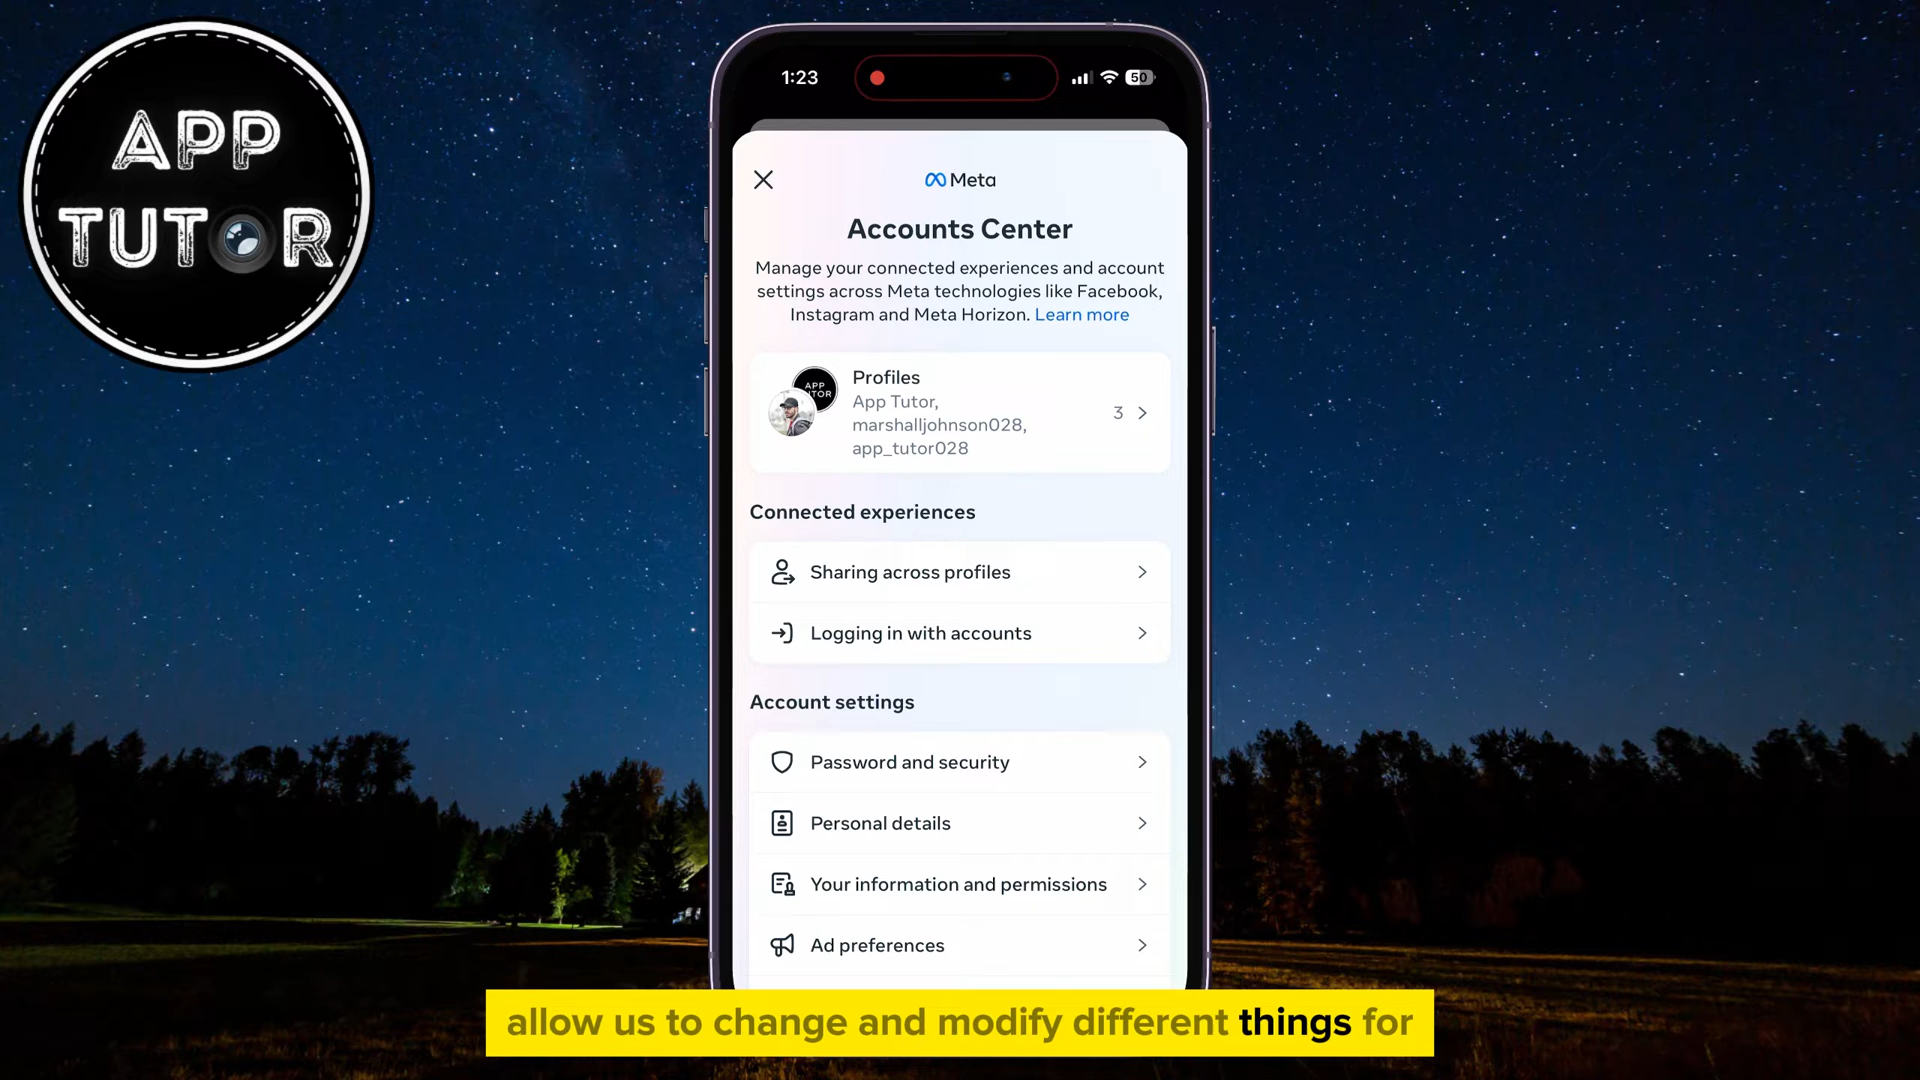 APP
TUTOR
1:23
50
Meta
Accounts Center
Manage your connected experiences and account
settings across Meta technologies like Facebook,
Instagram and Meta Horizon. Learn more
APP
TOR
Profiles
App Tutor,
marshalljohnson028,
app_tutor028
3
Connected experiences
Sharing across profiles
Logging in with accounts
Account settings
Password and security
Personal details
Your information and permissions
Ad preferences
allow us to change and modify different things for